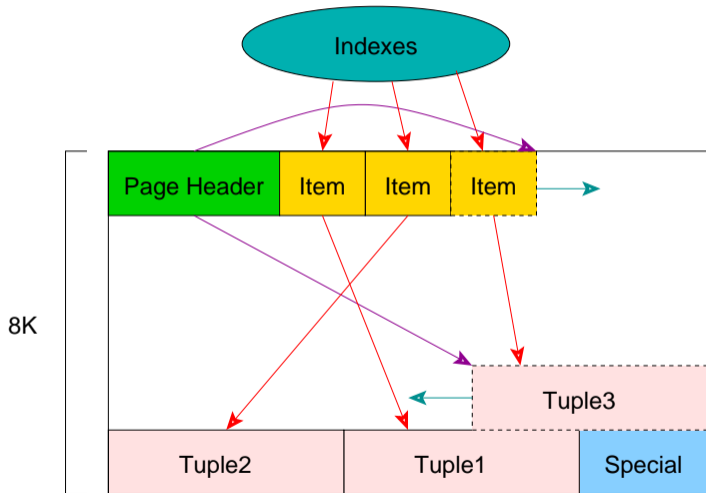 Indexes
Page Header Item Item Item
8K
Tuple3
Tuple2 Tuple1 Special